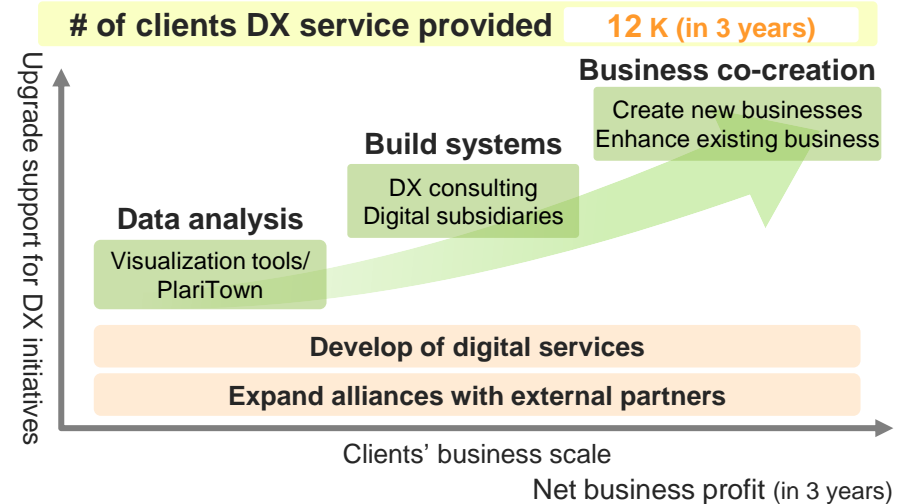 # of clients DX service provided 12 K (in 3 years)
Upgrade support for DX initiatives
Business co-creation
Create new businesses
Enhance existing business
Build systems
DX consulting
Digital subsidiaries
Data analysis
Visualization tools/
PlariTown
Develop of digital services
Expand alliances with external partners
Clients’ business scale
Net business profit (in 3 years)